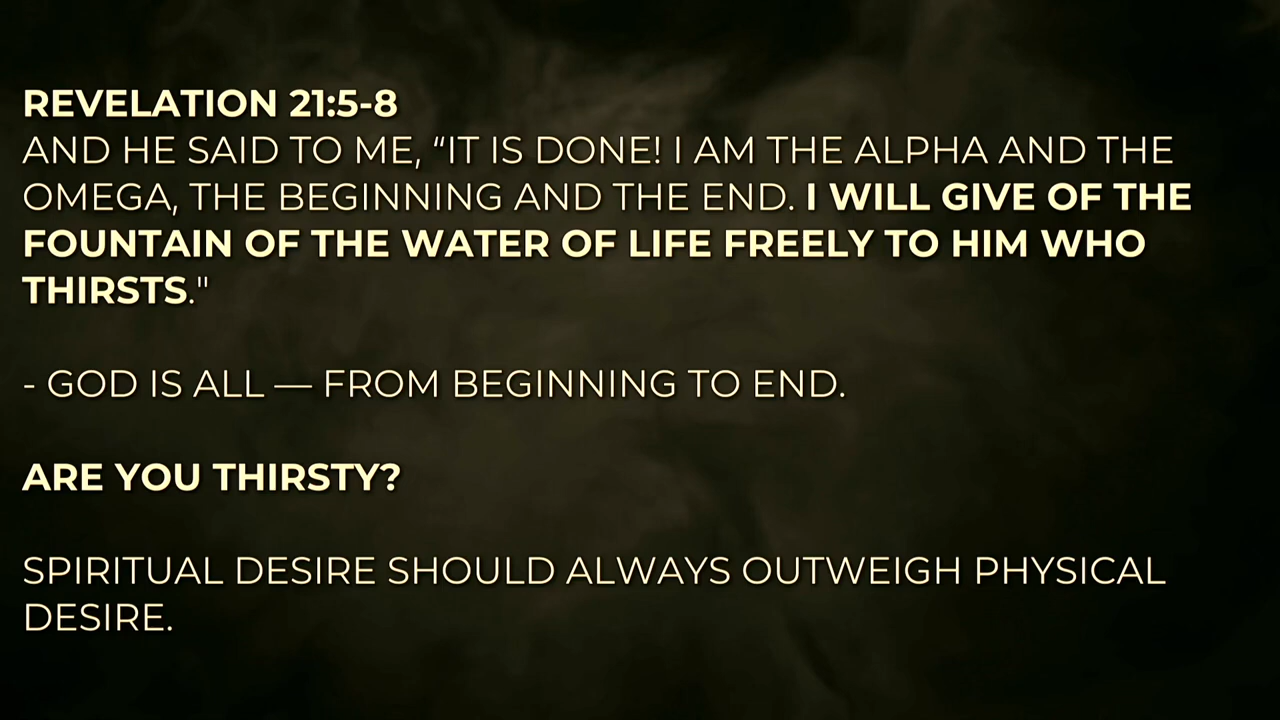 REVELATION 21:5-8
AND HE SAID TO ME, “IT IS DONE! I AM THE ALPHA AND THE
OMEGA, THE BEGINNING AND THE END. I WILL GIVE OF THE
FOUNTAIN OF THE WATER OF LIFE FREELY TO HIM WHO
THIRSTS."
- GOD IS ALL — FROM BEGINNING TO END.
ARE YOU THIRSTY?
SPIRITUAL DESIRE SHOULD ALWAYS OUTWEIGH PHYSICAL
DESIRE.